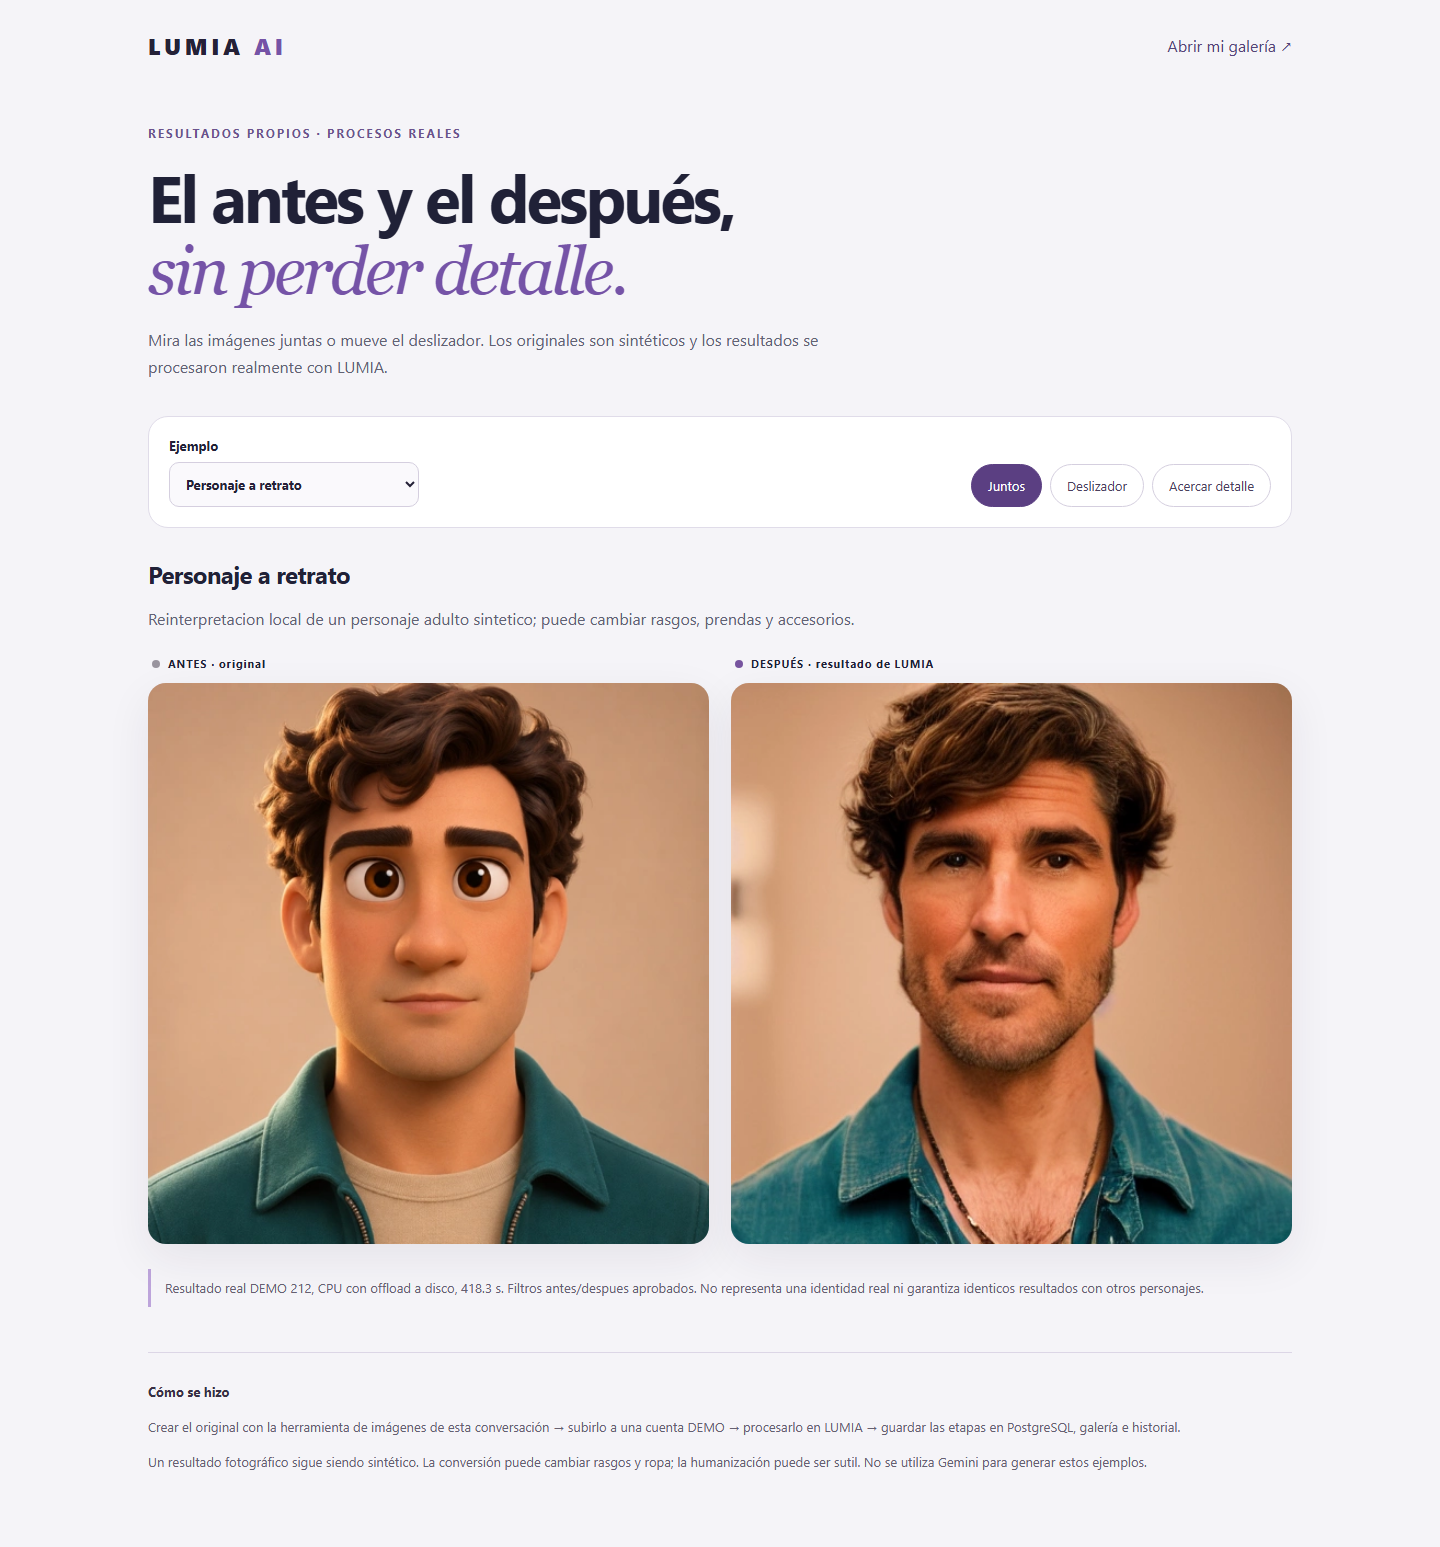 LUMIA AI
Abrir mi galería ↗
RESULTADOS PROPIOS · PROCESOS REALES
El antes y el después,
sin perder detalle.
Mira las imágenes juntas o mueve el deslizador. Los originales son sintéticos y los resultados se
procesaron realmente con LUMIA.
Ejemplo
Personaje a retrato
Juntos
Deslizador
Acercar detalle
Personaje a retrato
Reinterpretacion local de un personaje adulto sintetico; puede cambiar rasgos, prendas y accesorios.
ANTES · original
DESPUÉS · resultado de LUMIA
Resultado real DEMO 212, CPU con offload a disco, 418.3 s. Filtros antes/despues aprobados. No representa una identidad real ni garantiza identicos resultados con otros personajes.
Cómo se hizo
Crear el original con la herramienta de imágenes de esta conversación → subirlo a una cuenta DEMO → procesarlo en LUMIA → guardar las etapas en PostgreSQL, galería e historial.
Un resultado fotográfico sigue siendo sintético. La conversión puede cambiar rasgos y ropa; la humanización puede ser sutil. No se utiliza Gemini para generar estos ejemplos.